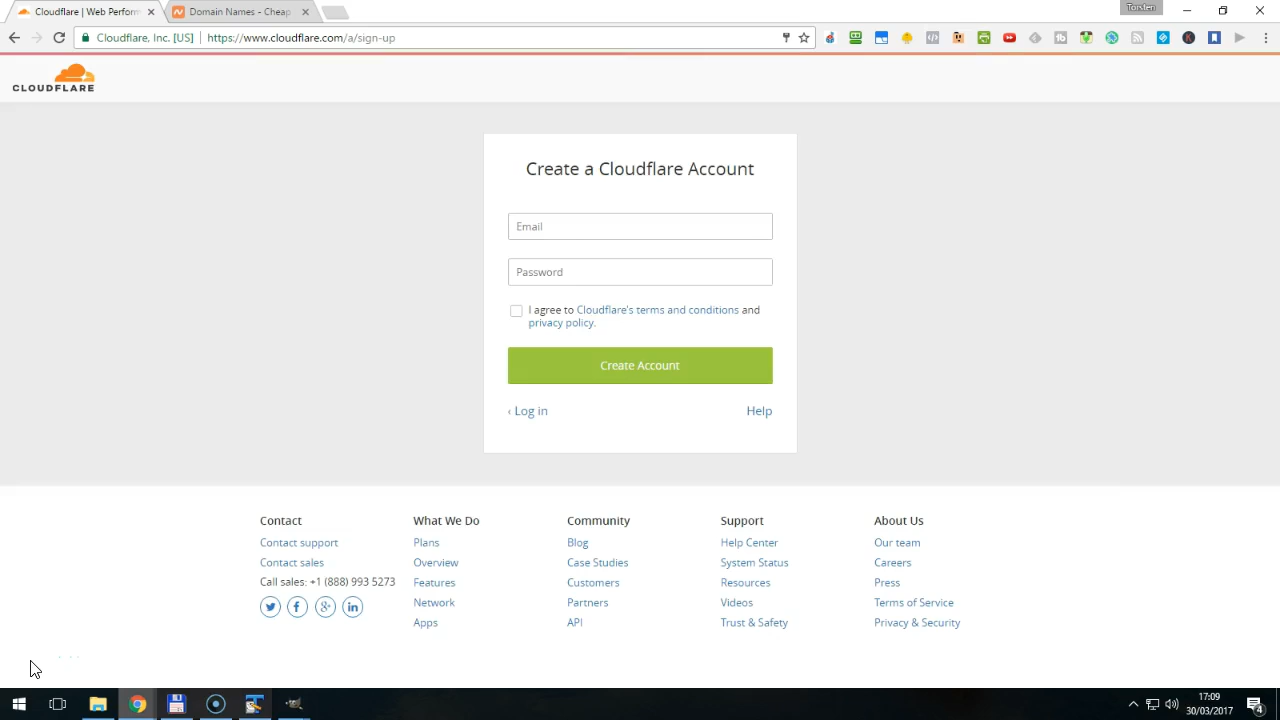 Torsten
Cloudflare | Web Perform
Domain Names - Cheap
Cloudflare, Inc. [US]
https://www.cloudflare.com/a/sign-up
CLOUDFLARE
Create a Cloudflare Account
Email
Password
I agree to Cloudflare's terms and conditions and
privacy policy.
Create Account
‹ Log in
Help
Contact
Contact support
Contact sales
Call sales: +1 (888) 993 5273
What We Do
Plans
Overview
Features
Network
Apps
Community
Blog
Case Studies
Customers
Partners
API
Support
Help Center
System Status
Resources
Videos
Trust & Safety
About Us
Our team
Careers
Press
Terms of Service
Privacy & Security
17:09
30/03/2017
4